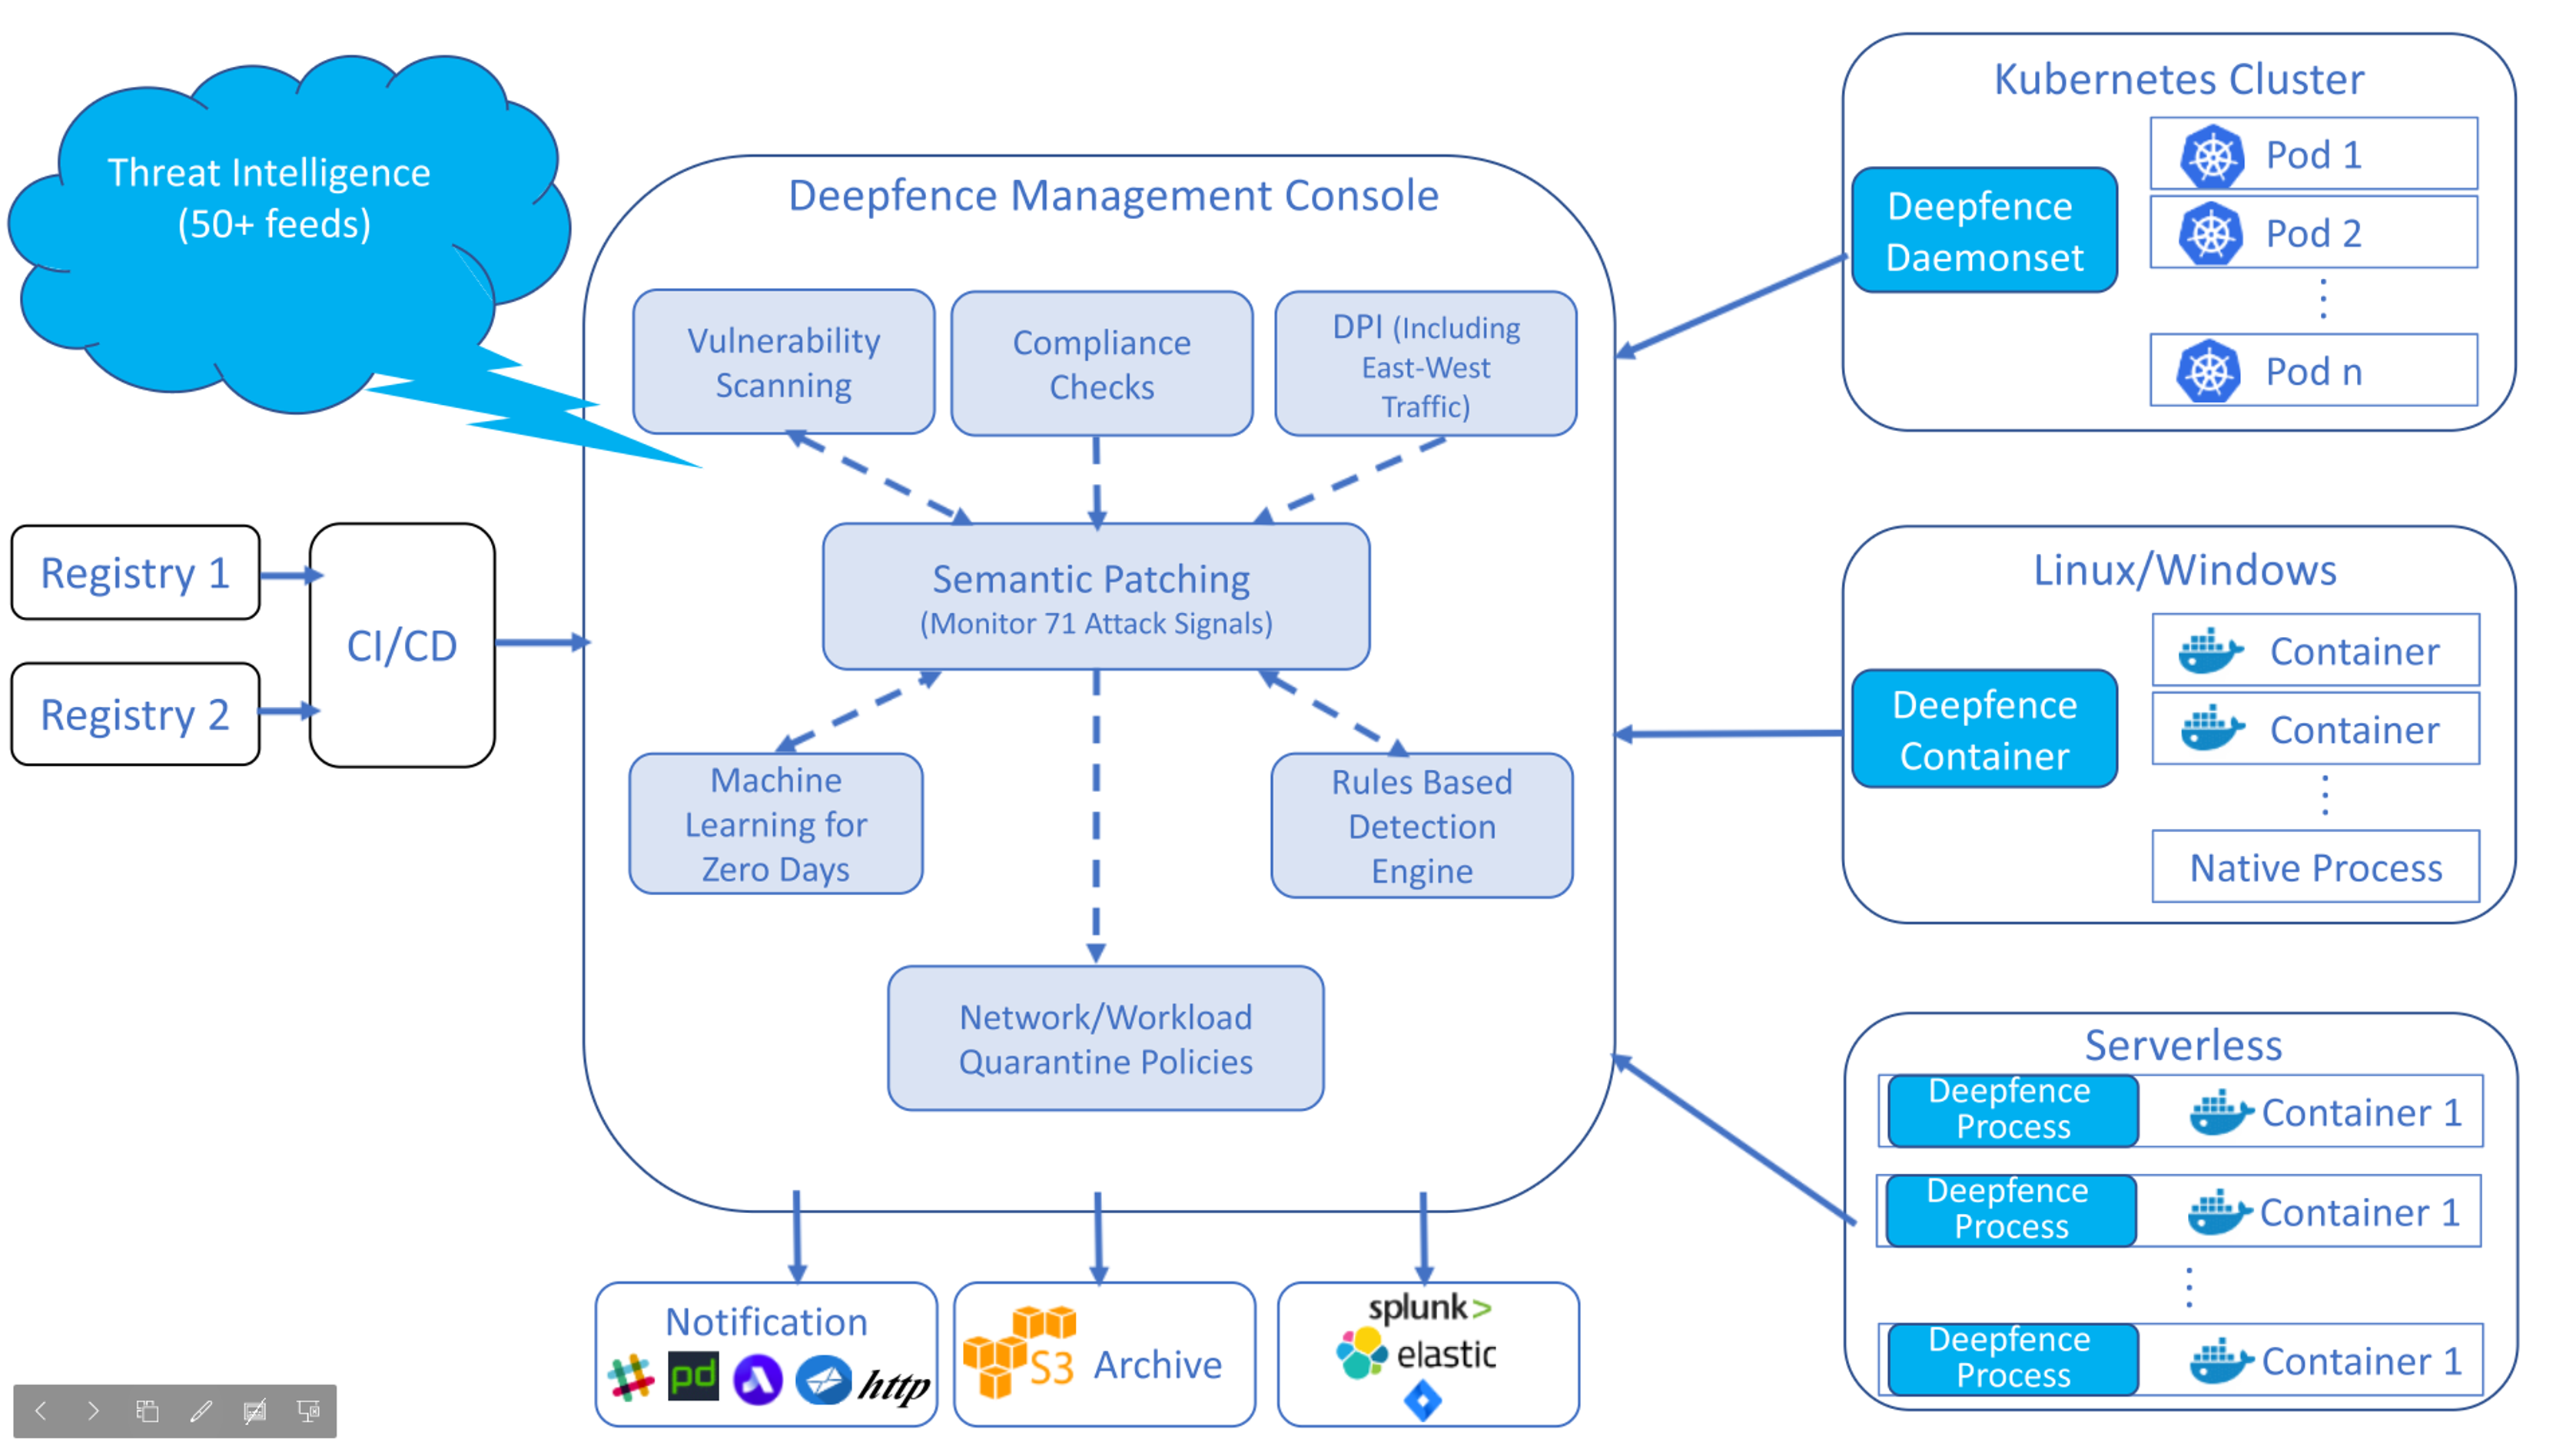 Threat Intelligence
(50+ feeds)
Registry 1
Registry 2
CI/CD
Deepfence Management Console
Vulnerability
Scanning
Compliance
Checks
DPI (Including
East-West
Traffic)
Semantic Patching
(Monitor 71 Attack Signals)
Machine
Learning for
Zero Days
Rules Based
Detection
Engine
Network/Workload
Quarantine Policies
Notification
pd
http
S3
Archive
splunk>
elastic
Kubernetes Cluster
Deepfence
Daemonset
Pod 1
Pod 2
Pod n
Linux/Windows
Deepfence
Container
Container
Container
Native Process
Serverless
Deepfence
Process
Container 1
Deepfence
Process
Container 1
Deepfence
Process
Container 1